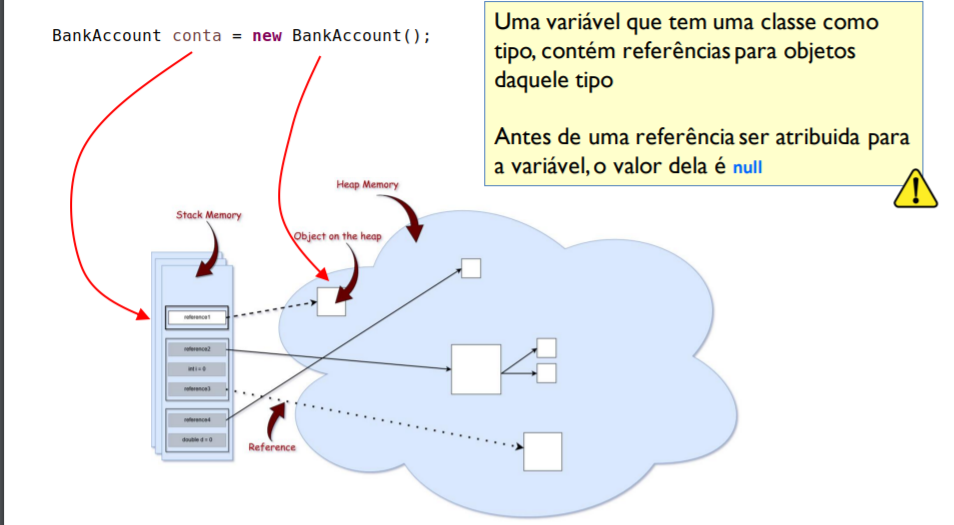 BankAccount conta = new BankAccount();
Uma variável que tem uma classe como
tipo, contém referências para objetos
daquele tipo
Antes de uma referência ser atribuida para
a variável, o valor dela é null
Heap Memory
Stack Memory
Object on the heap
reference1
reference2
int i = 0
reference3
reference4
double d = 0
Reference